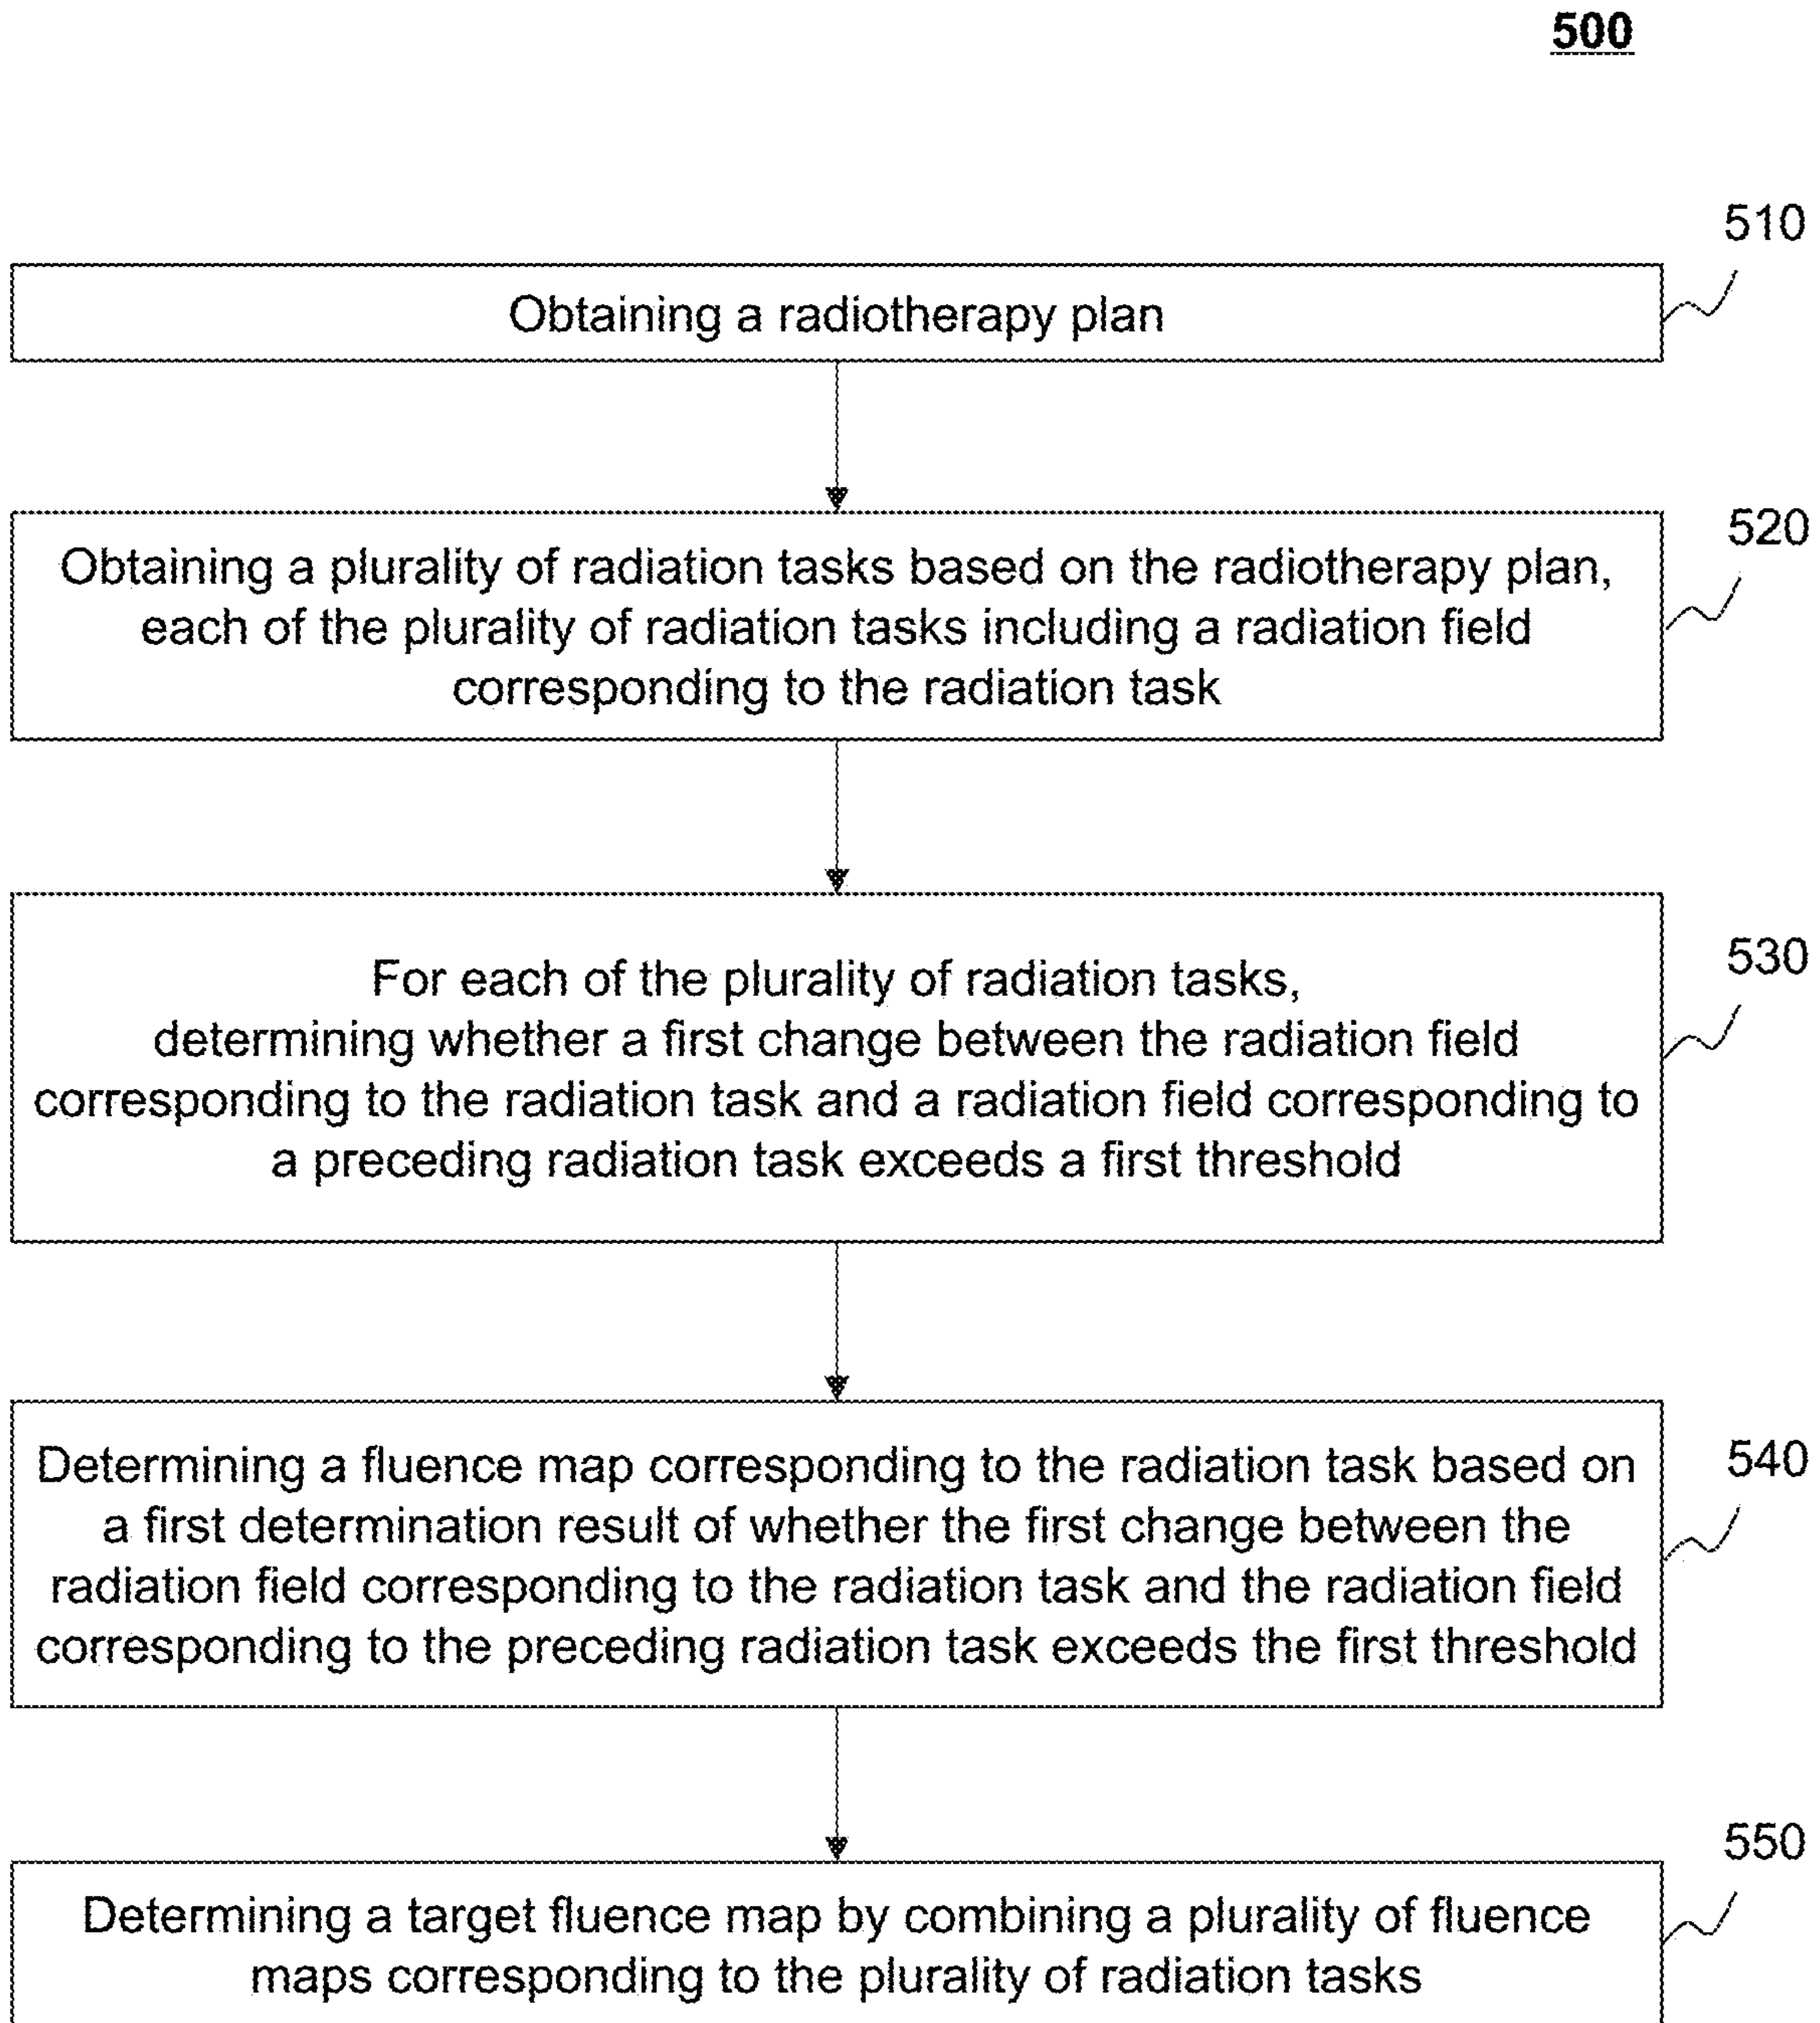 500
510
Obtaining a radiotherapy plan
520
Obtaining a plurality of radiation tasks based on the radiotherapy plan,
each of the plurality of radiation tasks including a radiation field
corresponding to the radiation task
530
For each of the plurality of radiation tasks,
determining whether a first change between the radiation field
corresponding to the radiation task and a radiation field corresponding to
a preceding radiation task exceeds a first threshold
540
Determining a fluence map corresponding to the radiation task based on
a first determination result of whether the first change between the
radiation field corresponding to the radiation task and the radiation field
corresponding to the preceding radiation task exceeds the first threshold
550
Determining a target fluence map by combining a plurality of fluence
maps corresponding to the plurality of radiation tasks